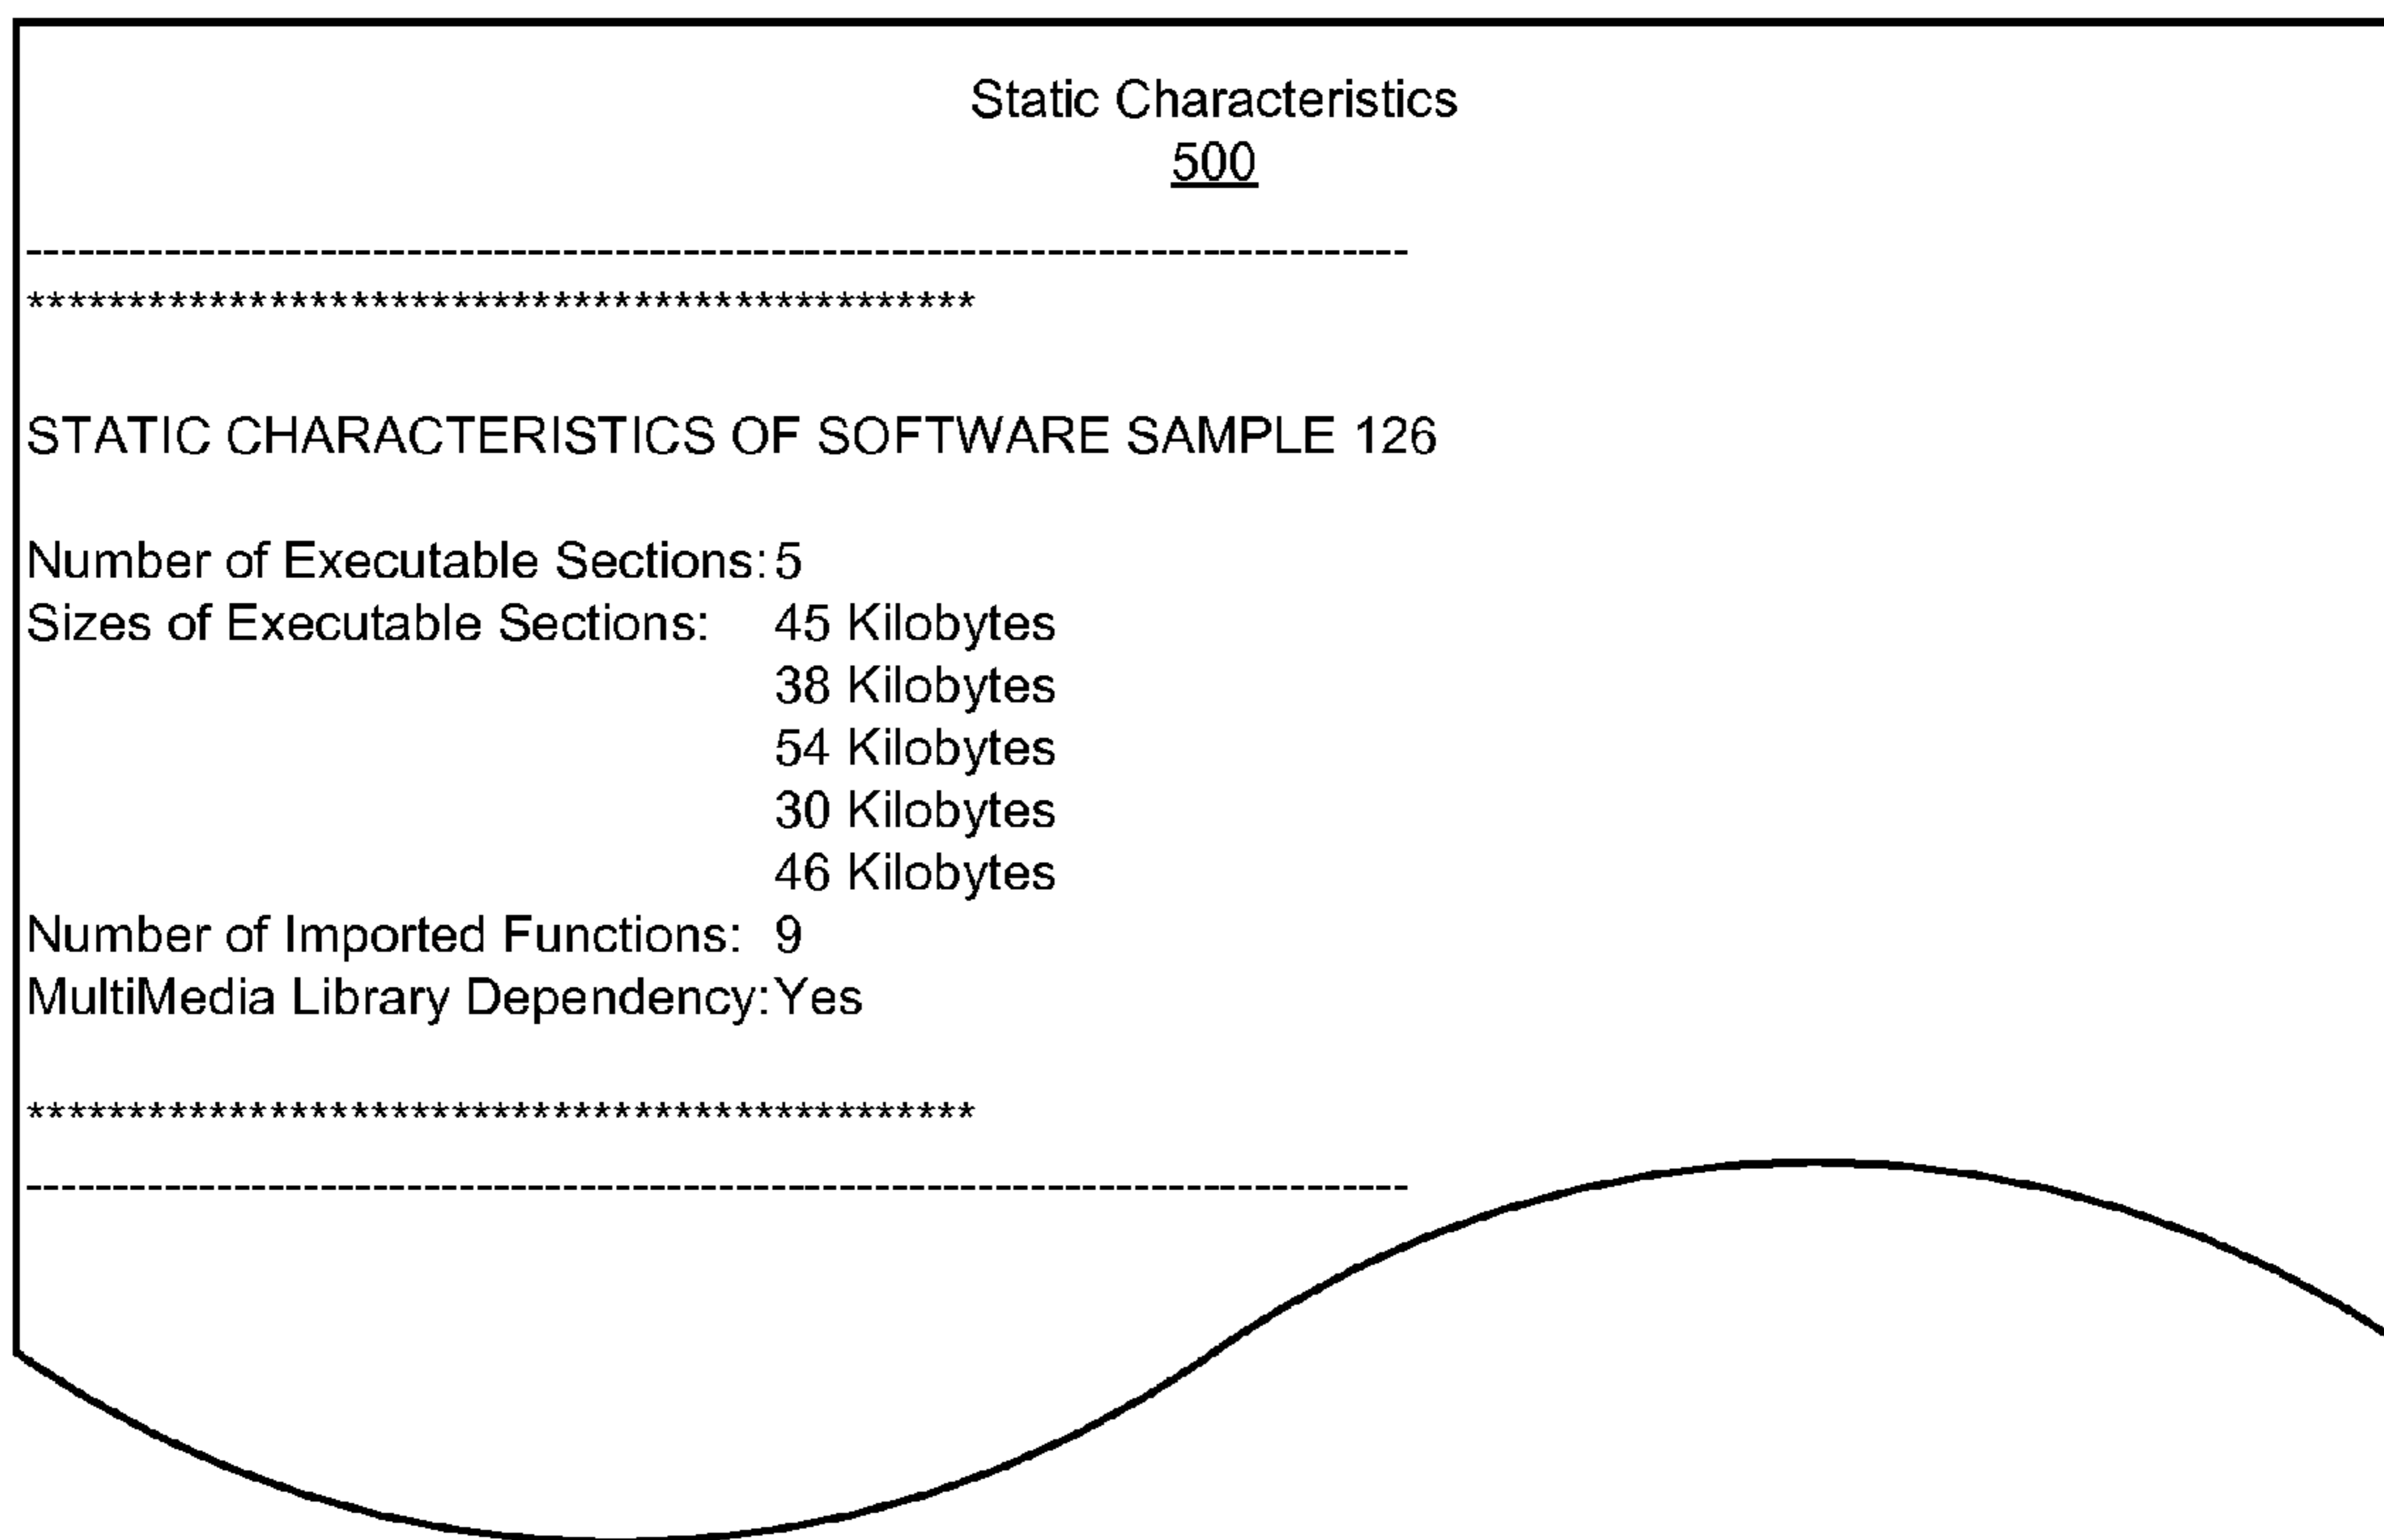 Static Characteristics
500
--------------------------------------------------------------------------------
***********************************************
STATIC CHARACTERISTICS OF SOFTWARE SAMPLE 126
Number of Executable Sections: 5
Sizes of Executable Sections: 45 Kilobytes
38 Kilobytes
54 Kilobytes
30 Kilobytes
46 Kilobytes
Number of Imported Functions: 9
MultiMedia Library Dependency: Yes
***********************************************
--------------------------------------------------------------------------------